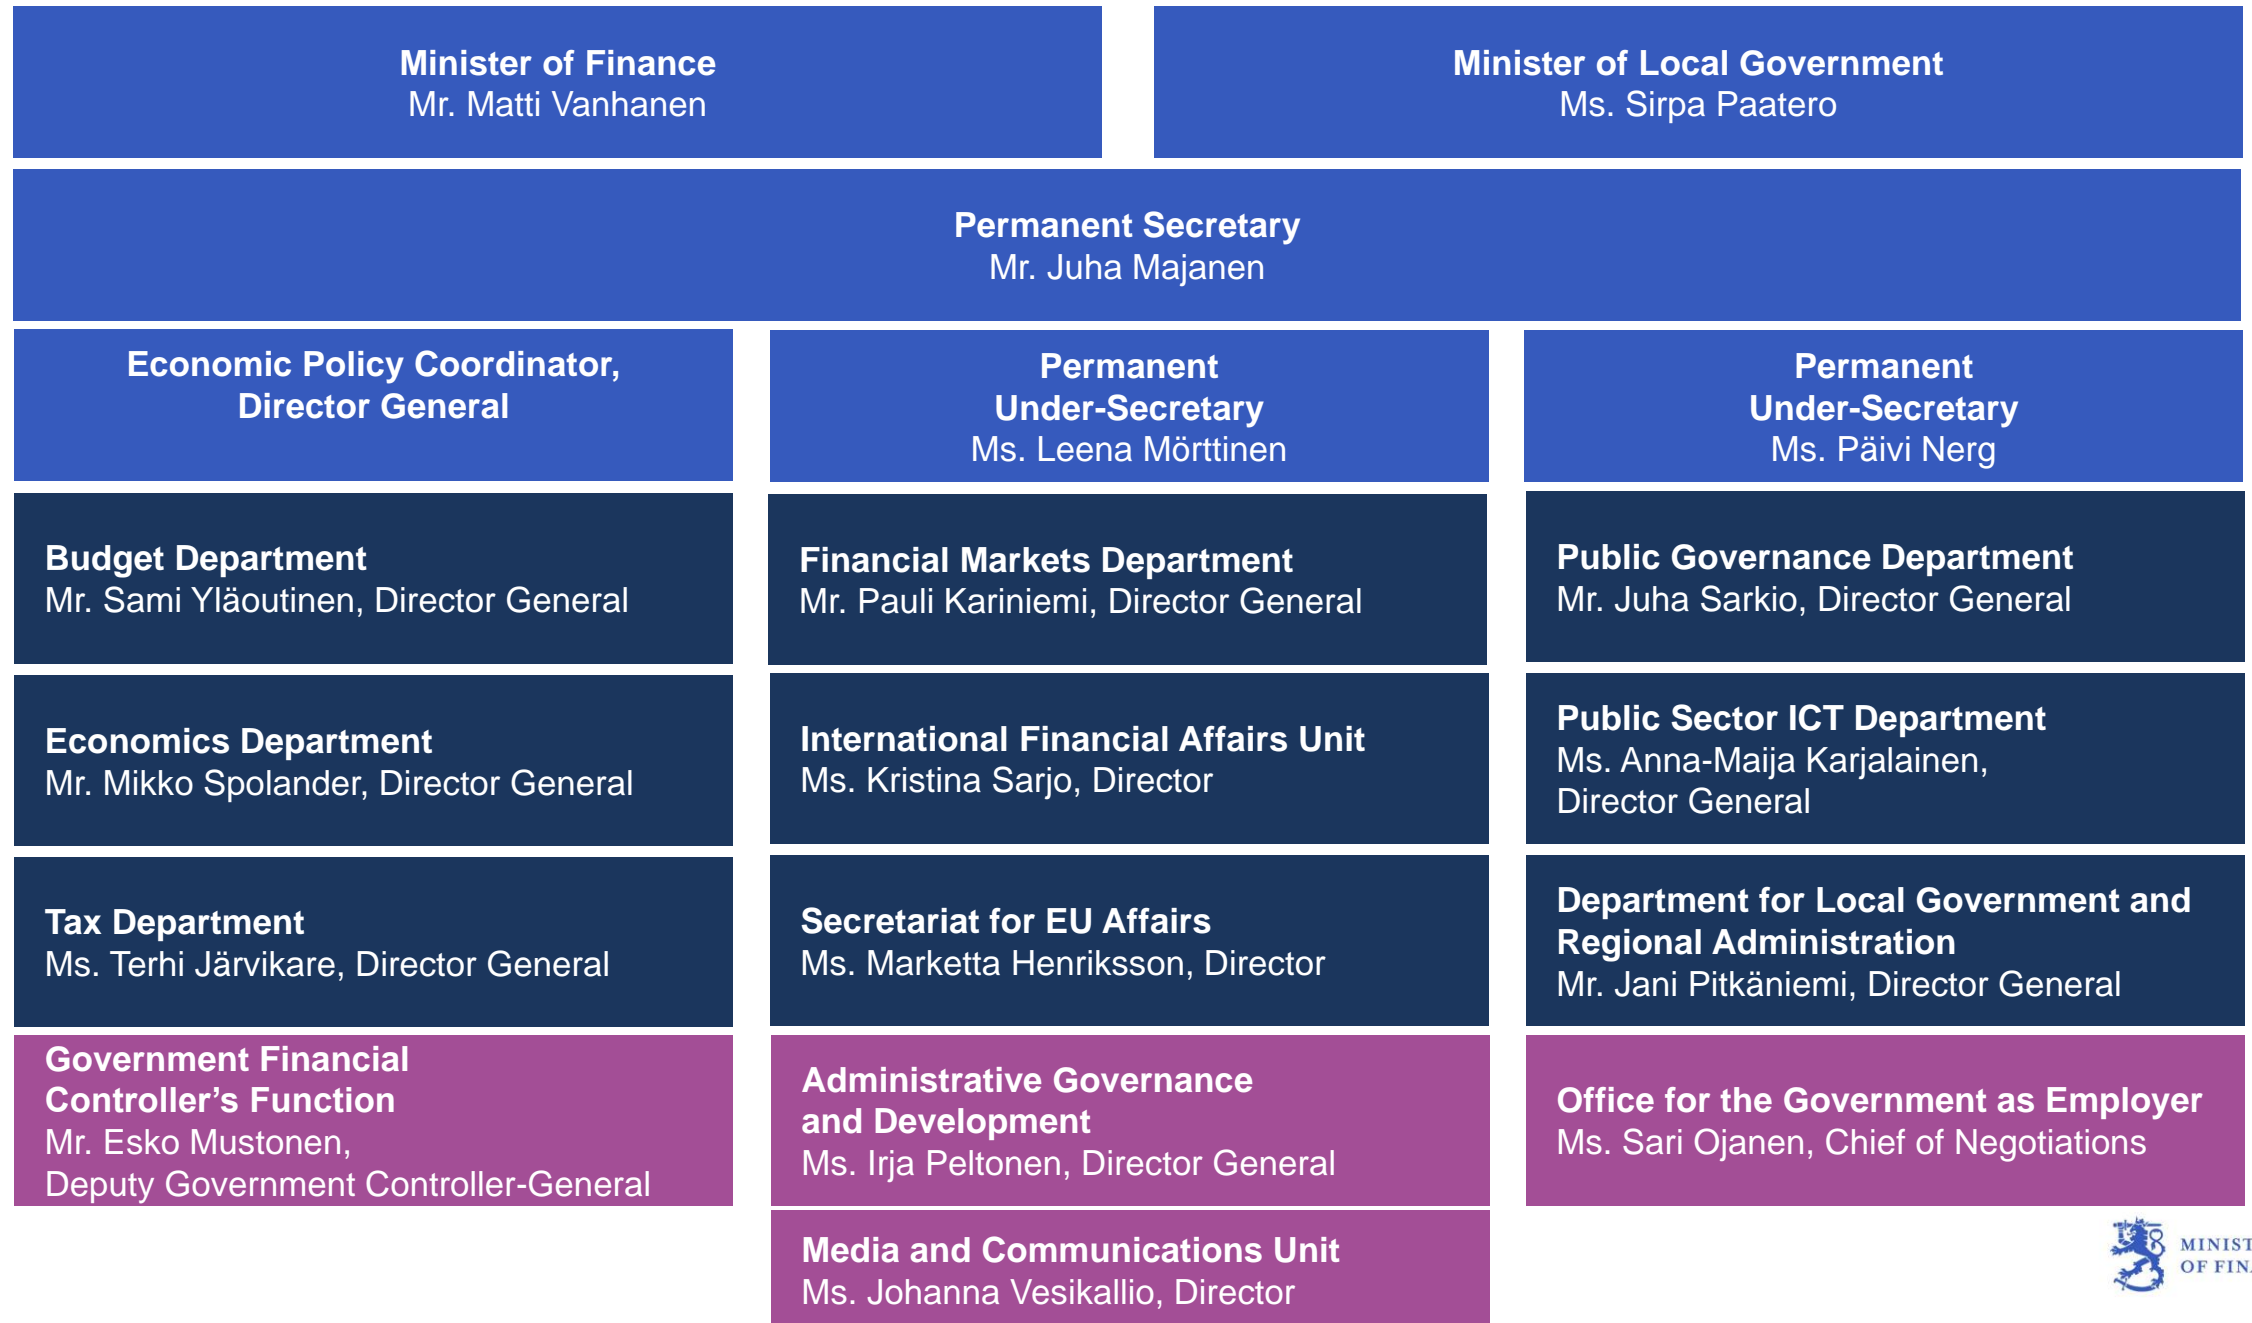 Minister of Finance
Mr. Matti Vanhanen
Minister of Local Government
Ms. Sirpa Paatero
Permanent Secretary
Mr. Juha Majanen
Economic Policy Coordinator,
Director General
Permanent
Under-Secretary
Ms. Leena Mörttinen
Permanent
Under-Secretary
Ms. Päivi Nerg
Budget Department
Mr. Sami Yläoutinen, Director General
Financial Markets Department
Mr. Pauli Kariniemi, Director General
Public Governance Department
Mr. Juha Sarkio, Director General
Economics Department
Mr. Mikko Spolander, Director General
International Financial Affairs Unit
Ms. Kristina Sarjo, Director
Public Sector ICT Department
Ms. Anna-Maija Karjalainen,
Director General
Tax Department
Ms. Terhi Järvikare, Director General
Secretariat for EU Affairs
Ms. Marketta Henriksson, Director
Department for Local Government and
Regional Administration
Mr. Jani Pitkäniemi, Director General
Government Financial
Controller’s Function
Mr. Esko Mustonen,
Deputy Government Controller-General
Administrative Governance
and Development
Ms. Irja Peltonen, Director General
Office for the Government as Employer
Ms. Sari Ojanen, Chief of Negotiations
Media and Communications Unit
Ms. Johanna Vesikallio, Director
MINIST
OF FIN